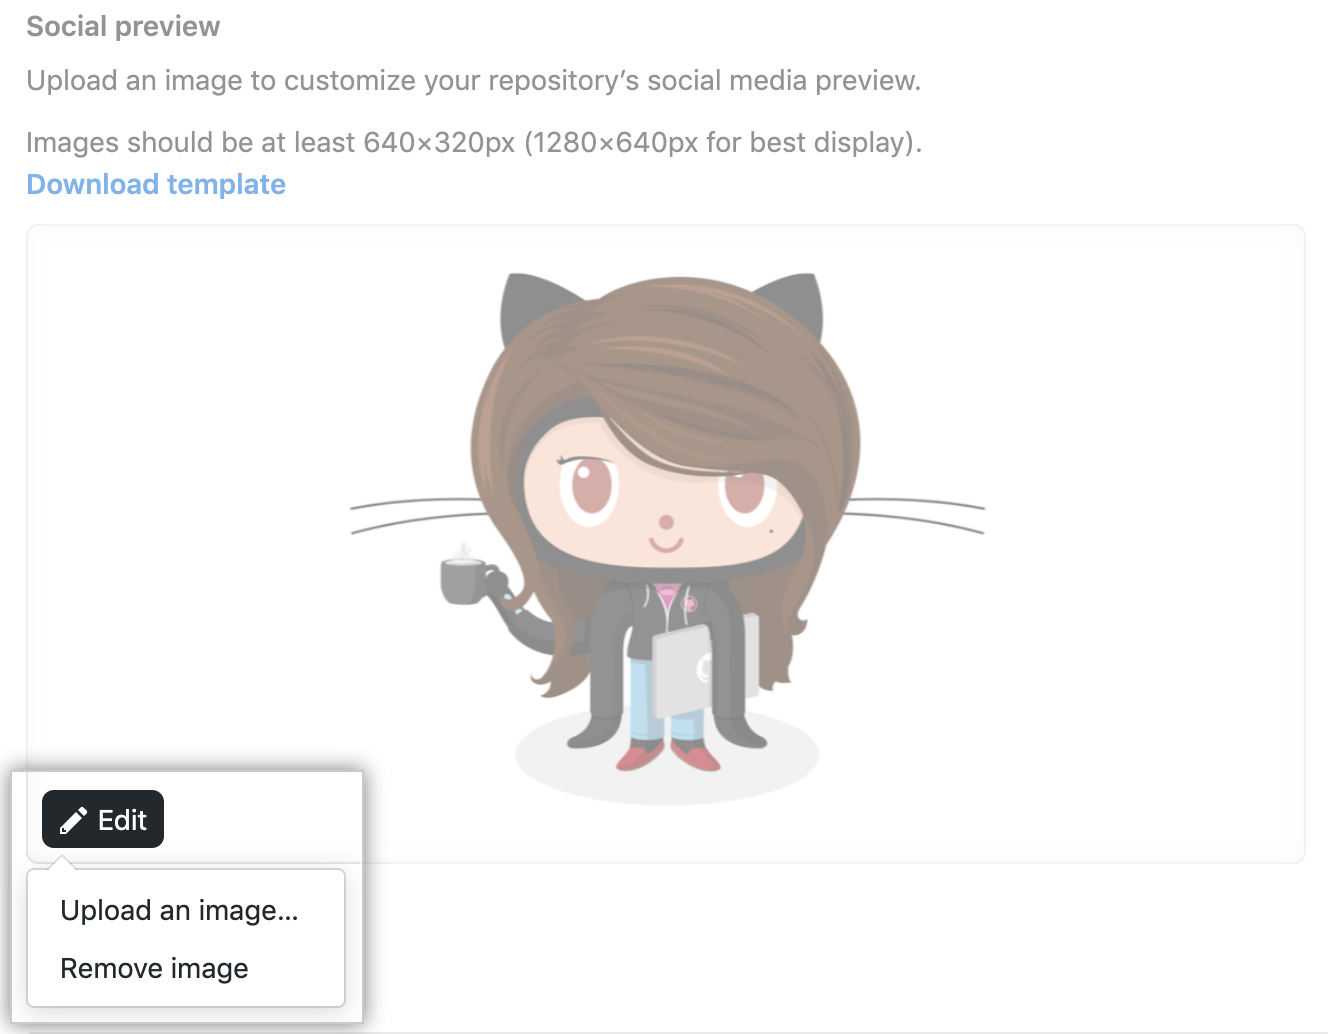 Social preview
Upload an image to customize your repository’s social media preview.
Images should be at least 640×320px (1280×640px for best display).
Download template
Edit
Upload an image...
Remove image